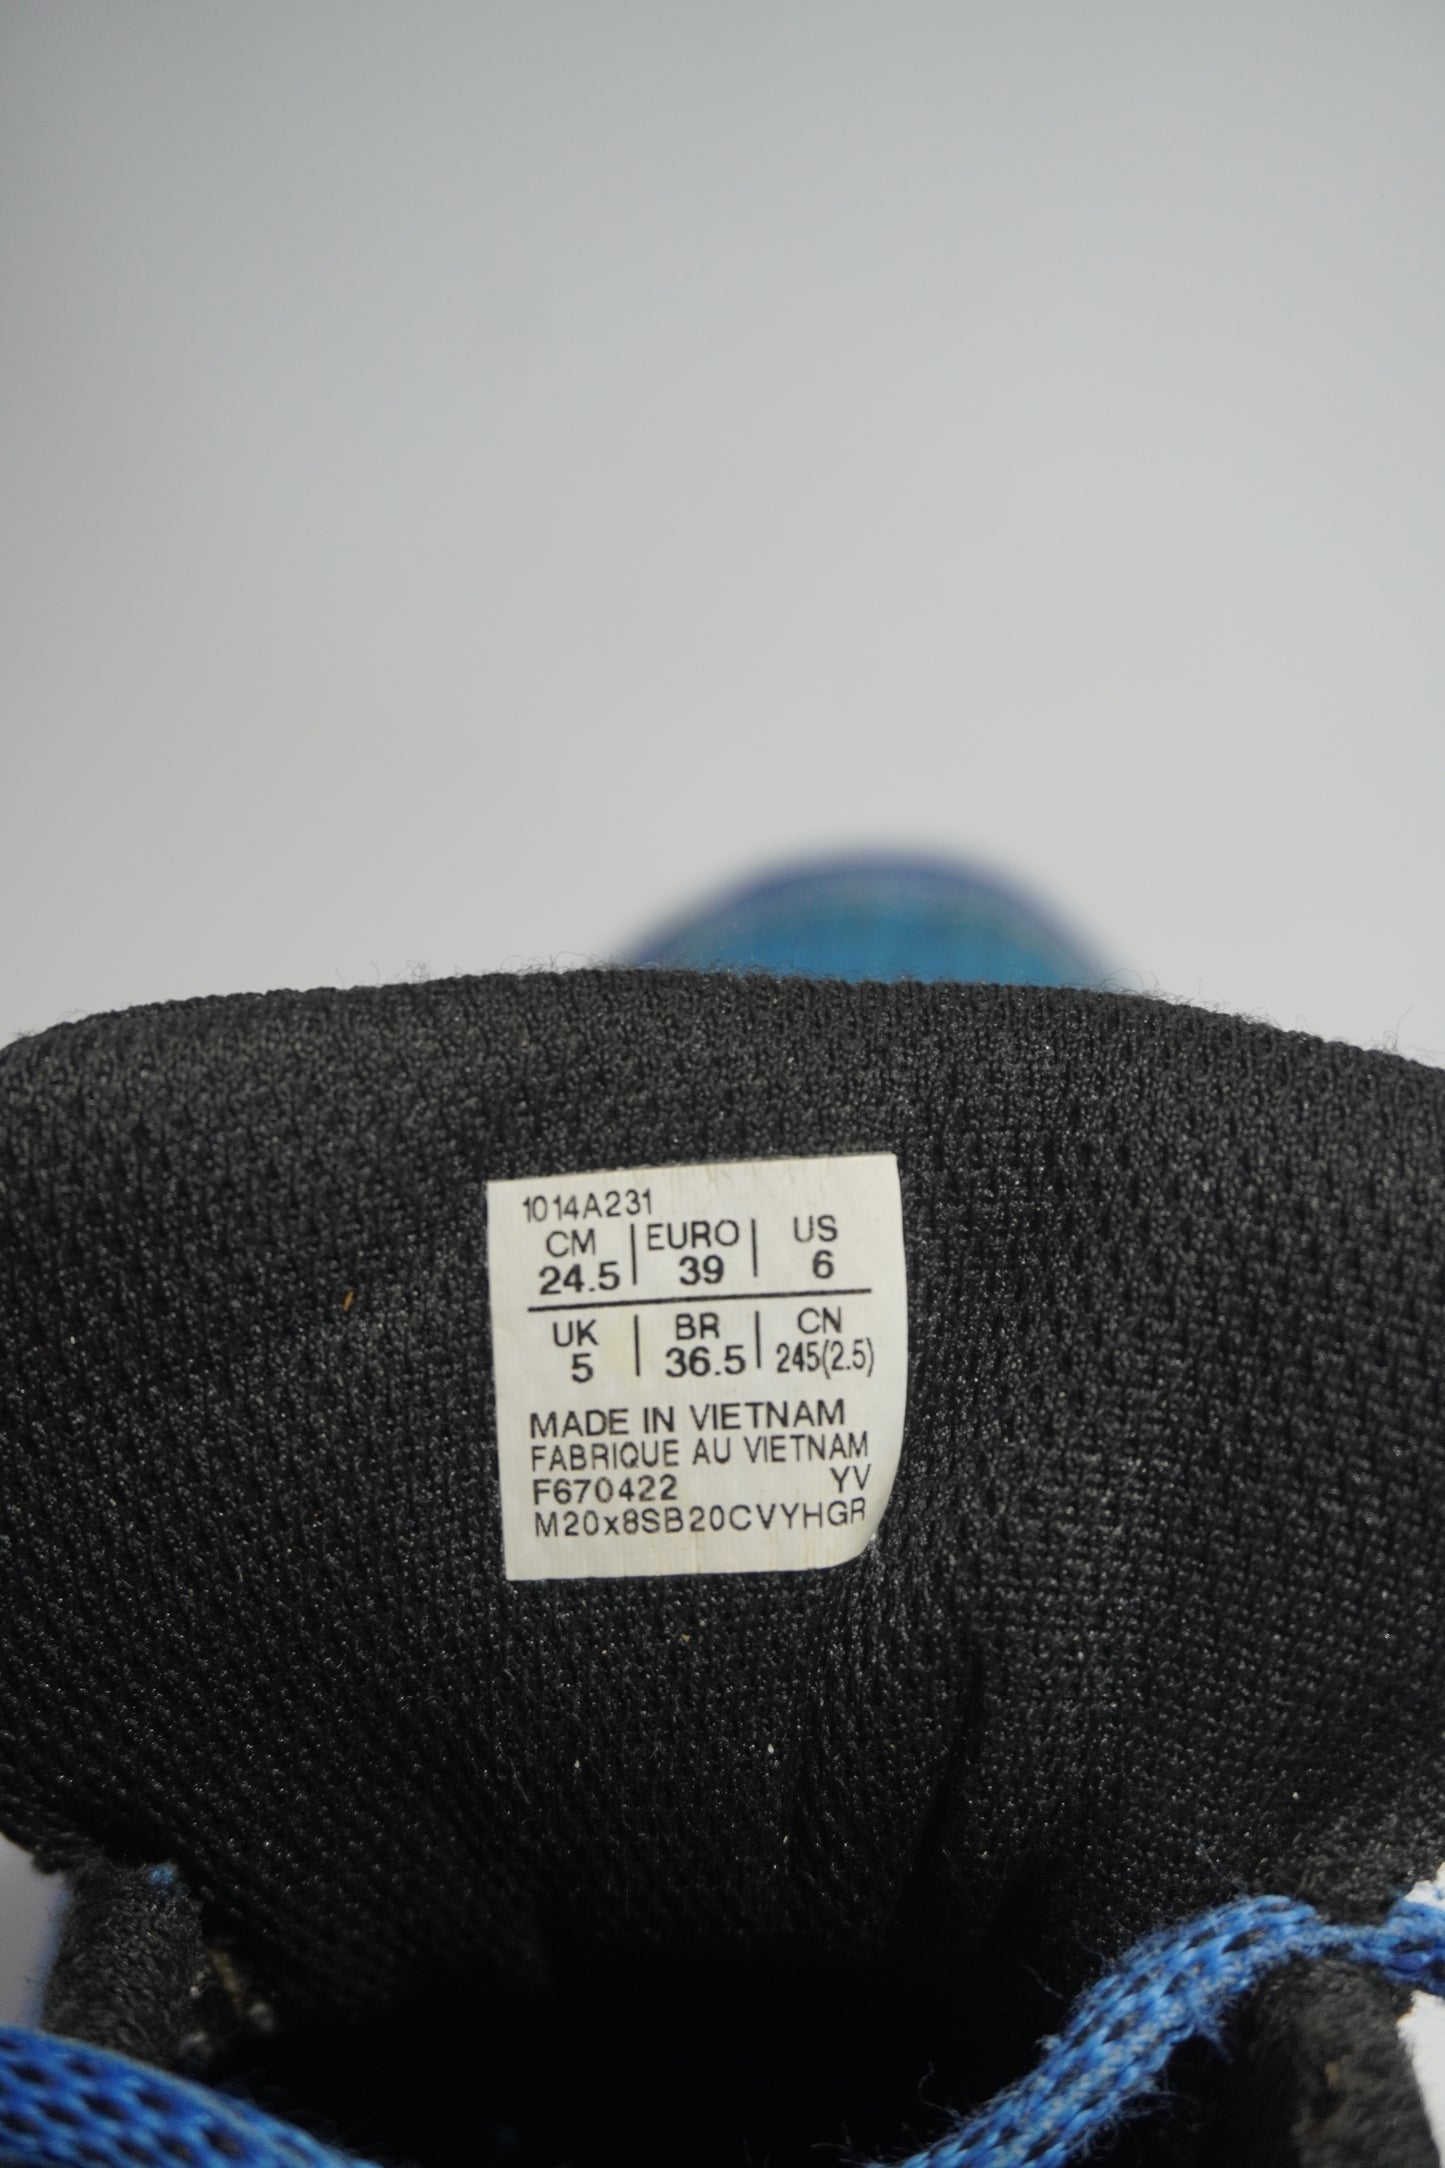 1014A231
CM | EURO | US
24.5 | 39 | 6
UK | BR | CN
5 | 36.5 | 245(2.5)
MADE IN VIETNAM
FABRIQUE AU VIETNAM
F670422 YV
M20x8SB20CVYHGR